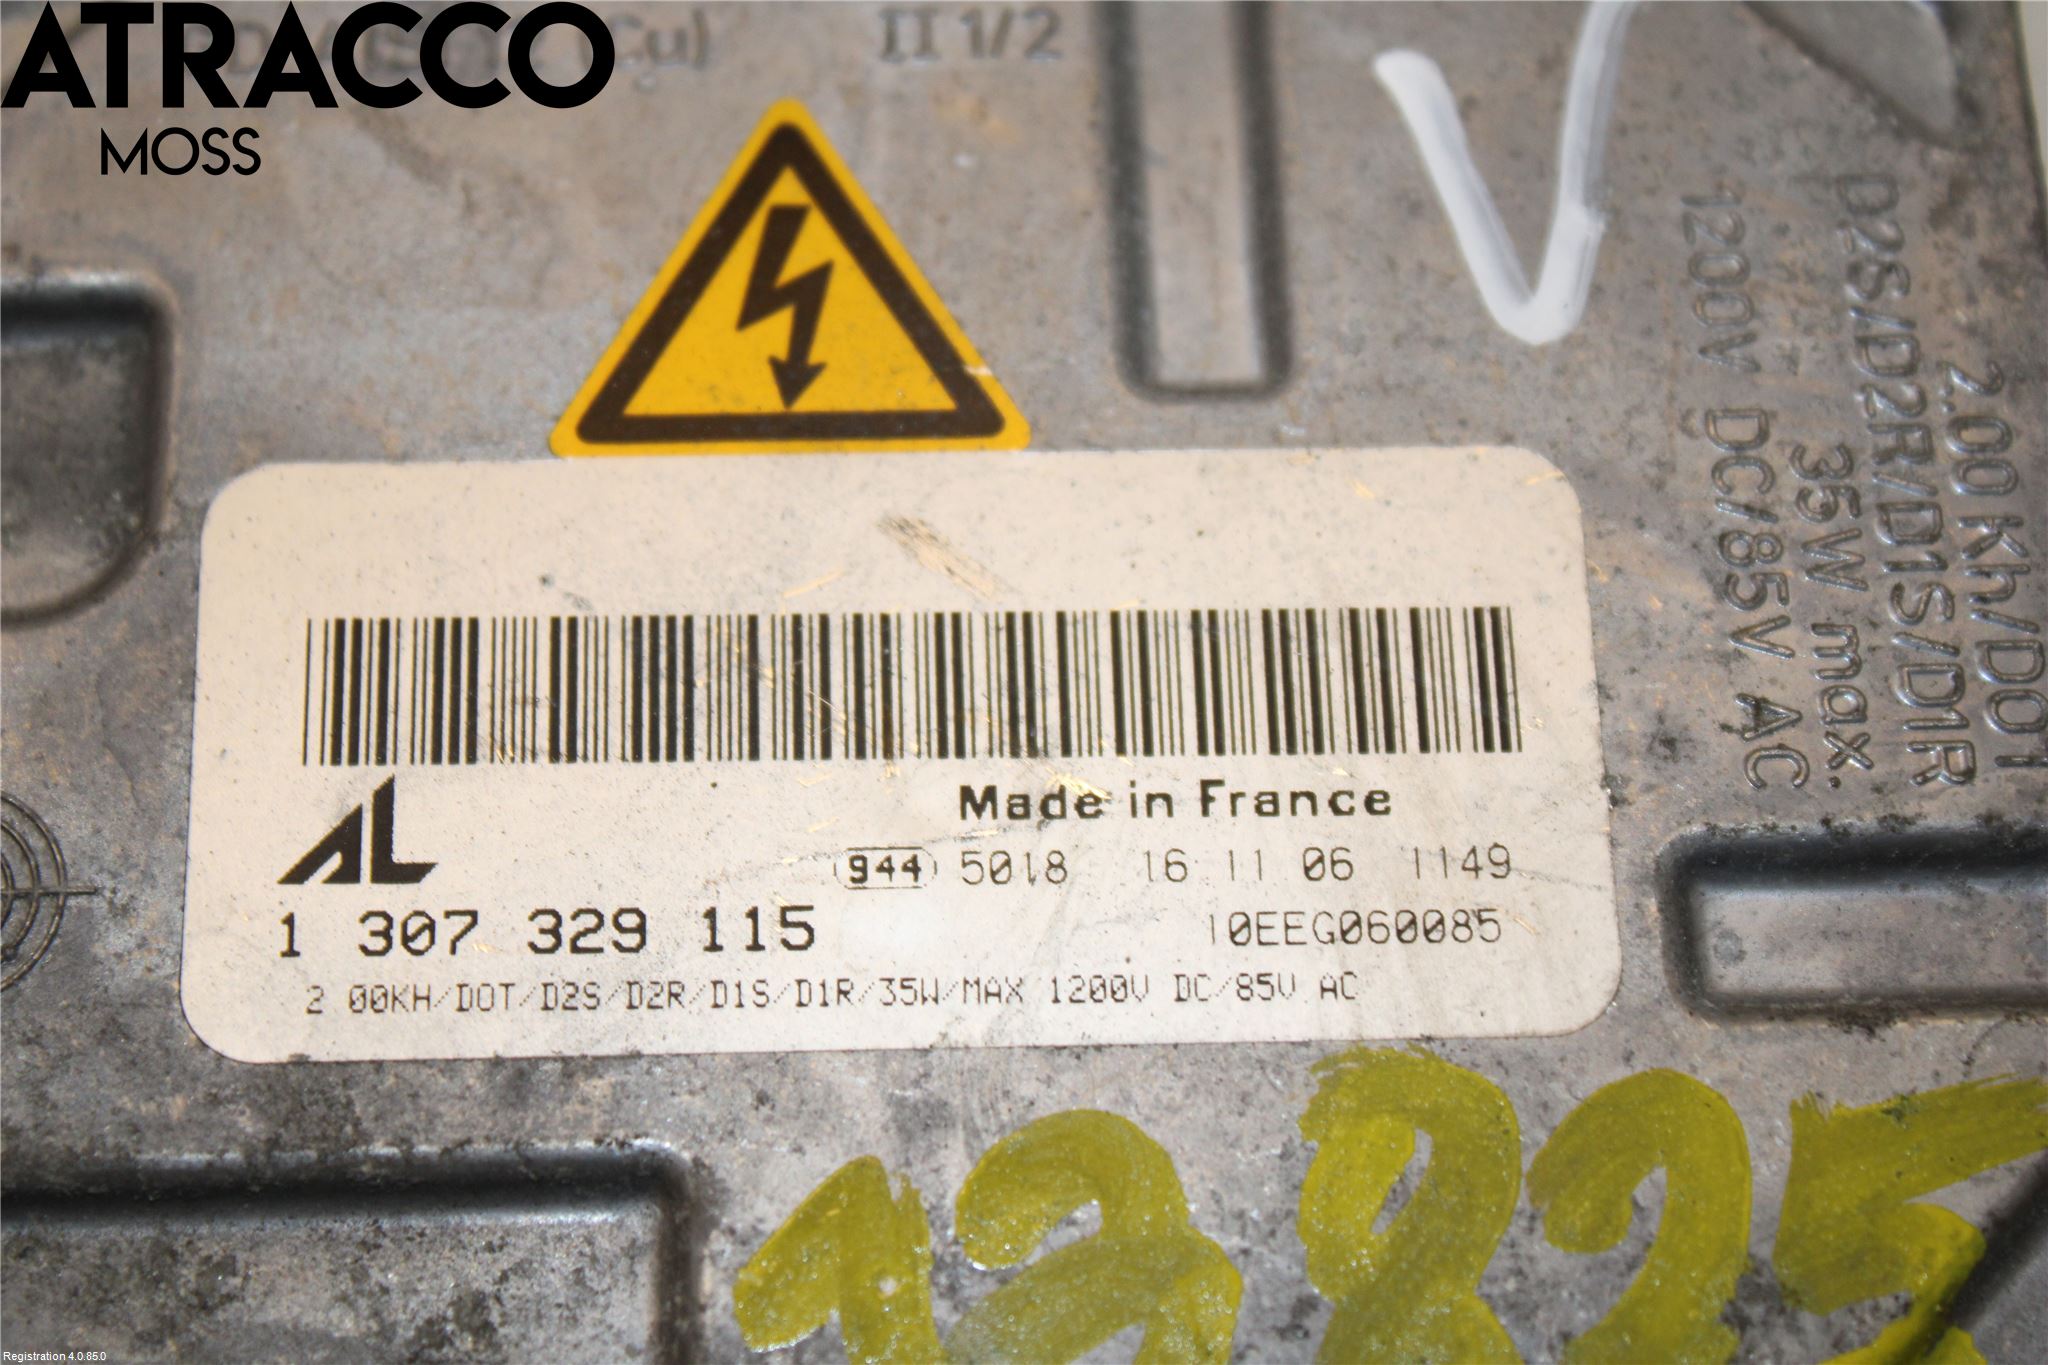 ATRACCO
MOSS
Cu)
II 1/2
2.00 Kh/DOT
D2S/D2R/D1S/D1R
35W max.
1200V DC/85V AC
AL
Made in France
944 5018 16 11 06 1149
1 307 329 115
10EEG060085
2 00KH/DOT/D2S/D2R/D1S/D1R/35W/MAX 1200V DC/85V AC
V
Registration 4.0.85.0